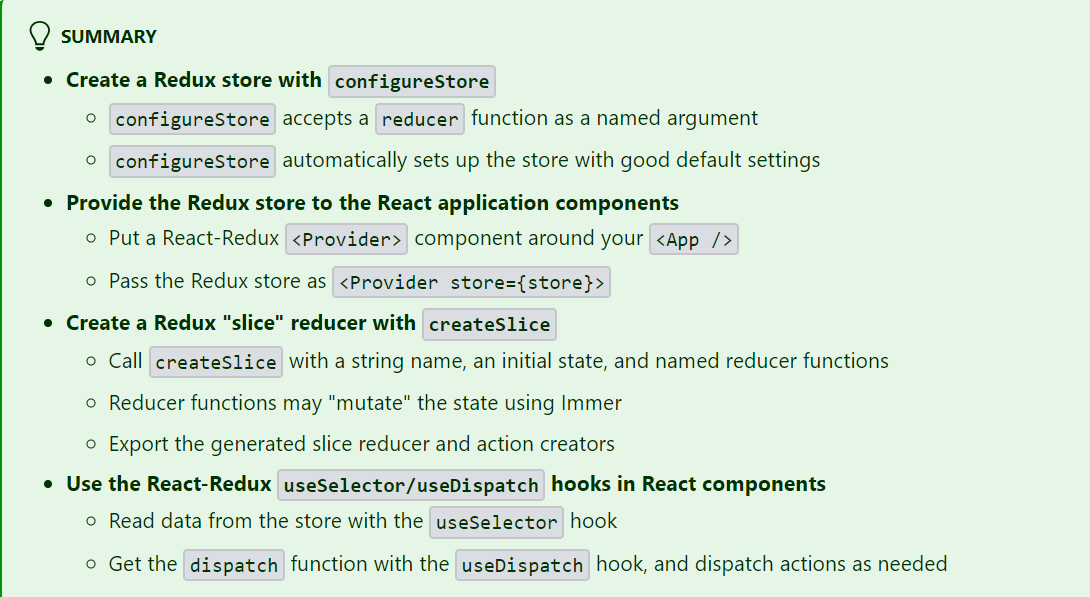 SUMMARY
Create a Redux store with configureStore
configureStore accepts a reducer function as a named argument
configureStore automatically sets up the store with good default settings
Provide the Redux store to the React application components
Put a React-Redux <Provider> component around your <App />
Pass the Redux store as <Provider store={store}>
Create a Redux "slice" reducer with createSlice
Call createSlice with a string name, an initial state, and named reducer functions
Reducer functions may "mutate" the state using Immer
Export the generated slice reducer and action creators
Use the React-Redux useSelector/useDispatch hooks in React components
Read data from the store with the useSelector hook
Get the dispatch function with the useDispatch hook, and dispatch actions as needed